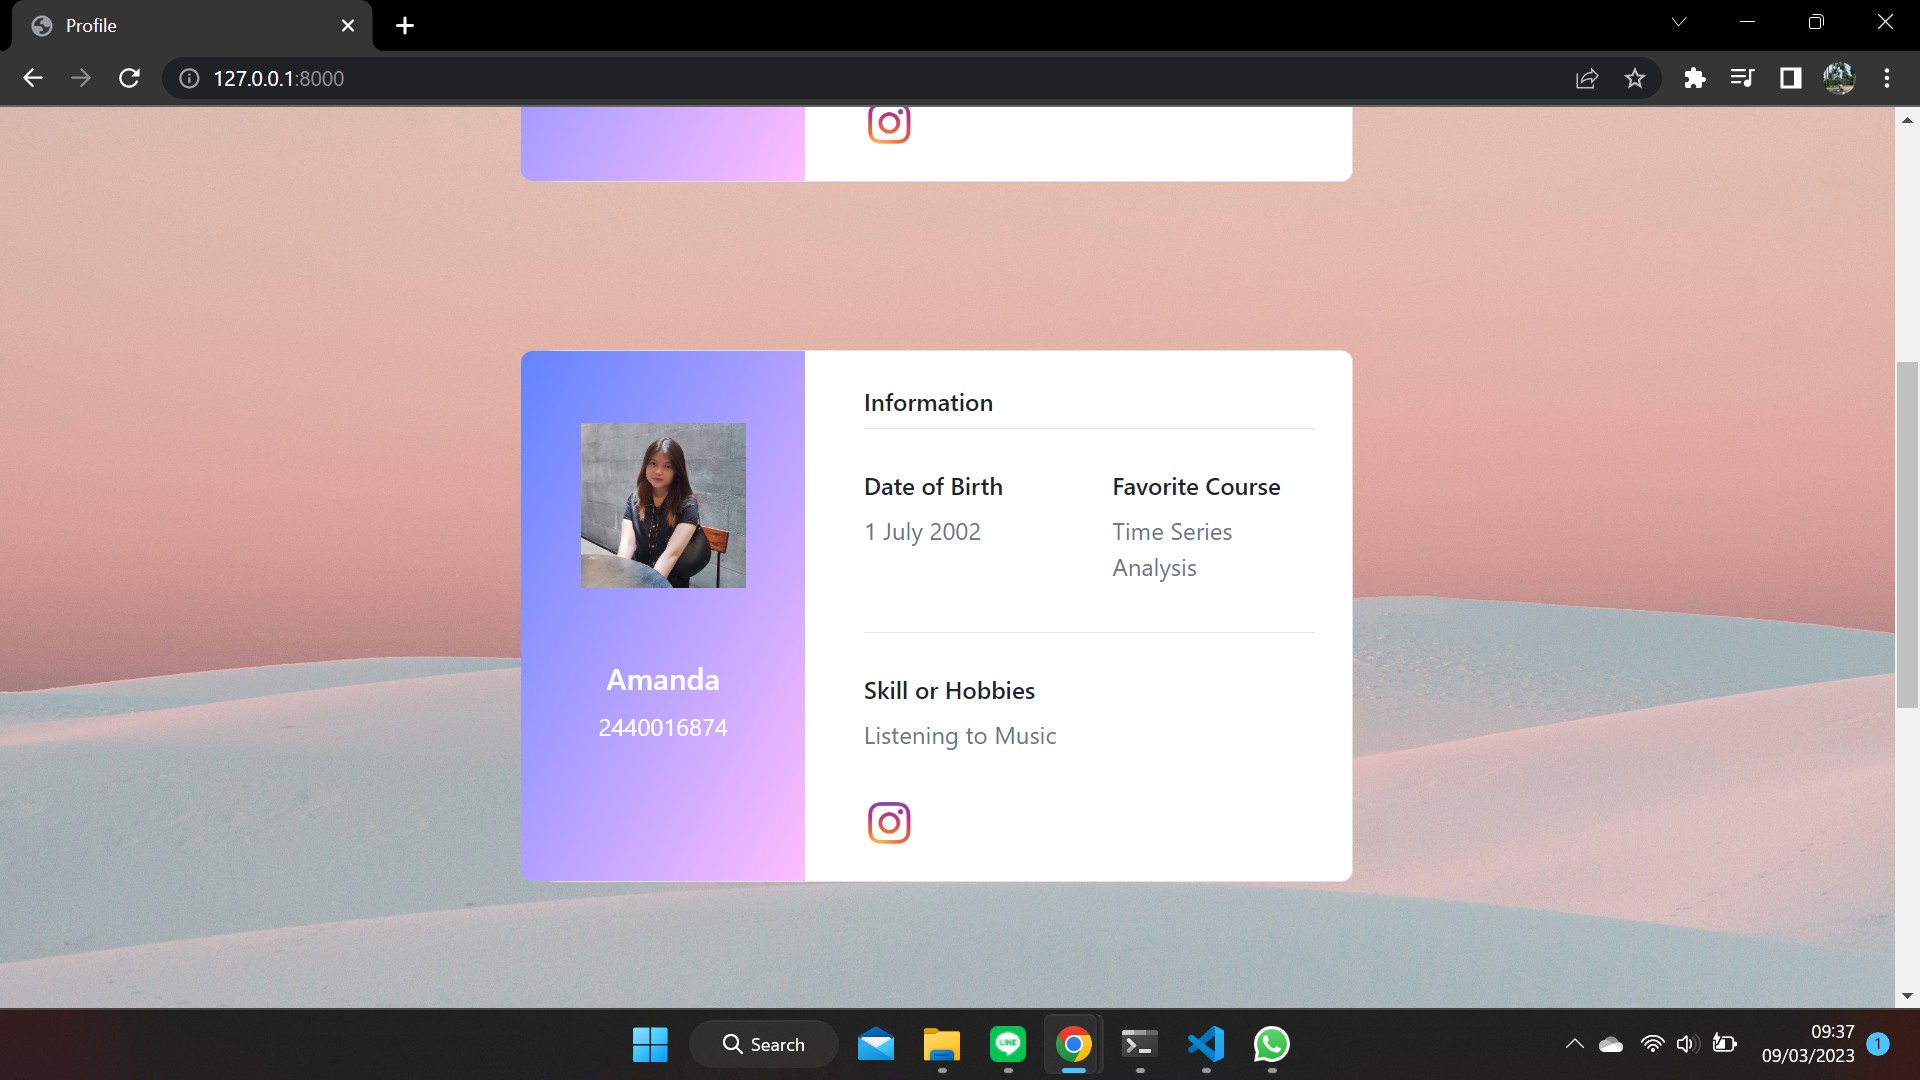 Profile
127.0.0.1:8000
Information
Date of Birth
Favorite Course
1 July 2002
Time Series
Analysis
Amanda
2440016874
Skill or Hobbies
Listening to Music
Search
LINE
09:37
09/03/2023
1